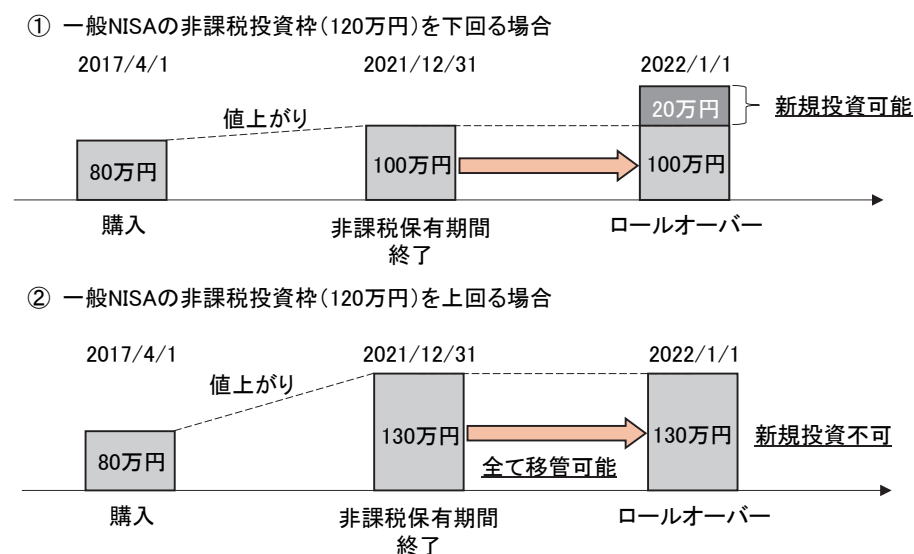 ① 一般NISAの非課税投資枠(120万円)を下回る場合
2017/4/1
2021/12/31
2022/1/1
値上がり
20万円
新規投資可能
80万円
100万円
100万円
購入
非課税保有期間
終了
ロールオーバー
② 一般NISAの非課税投資枠(120万円)を上回る場合
2017/4/1
2021/12/31
2022/1/1
値上がり
80万円
130万円
全て移管可能
130万円
新規投資不可
購入
非課税保有期間
終了
ロールオーバー